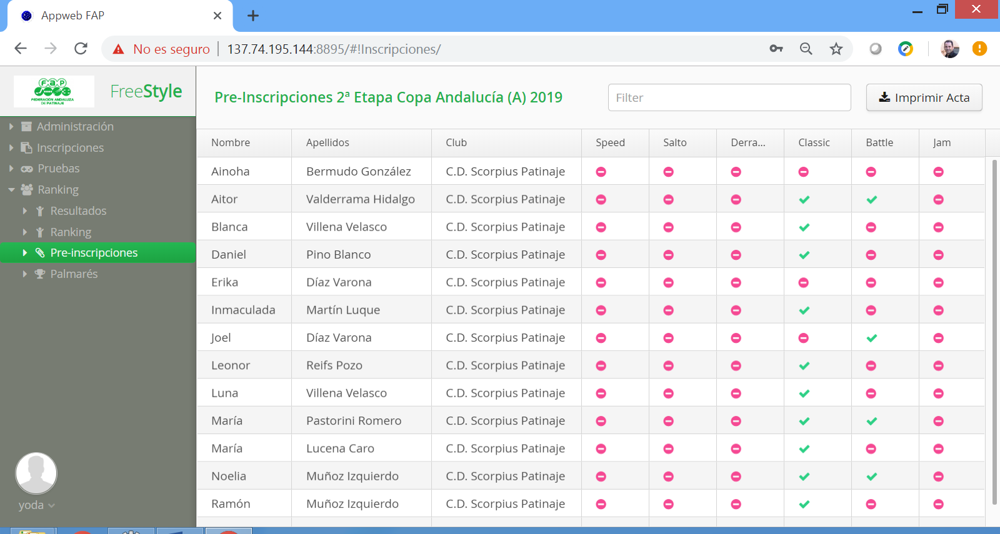 Appweb FAP
No es seguro 137.74.195.144:8895/#!Inscripciones/
FaP
FEDERACIÓN ANDALUZA
DE PATINAJE
FreeStyle
Pre-Inscripciones 2ª Etapa Copa Andalucía (A) 2019
Filter
Imprimir Acta
Administración
Inscripciones
Pruebas
Ranking
Resultados
Ranking
Pre-inscripciones
Palmarés
yoda
Nombre Apellidos Club Speed Salto Derra... Classic Battle Jam
Ainoha Bermudo González C.D. Scorpius Patinaje
Aitor Valderrama Hidalgo C.D. Scorpius Patinaje
Blanca Villena Velasco C.D. Scorpius Patinaje
Daniel Pino Blanco C.D. Scorpius Patinaje
Erika Díaz Varona C.D. Scorpius Patinaje
Inmaculada Martín Luque C.D. Scorpius Patinaje
Joel Díaz Varona C.D. Scorpius Patinaje
Leonor Reifs Pozo C.D. Scorpius Patinaje
Luna Villena Velasco C.D. Scorpius Patinaje
María Pastorini Romero C.D. Scorpius Patinaje
María Lucena Caro C.D. Scorpius Patinaje
Noelia Muñoz Izquierdo C.D. Scorpius Patinaje
Ramón Muñoz Izquierdo C.D. Scorpius Patinaje